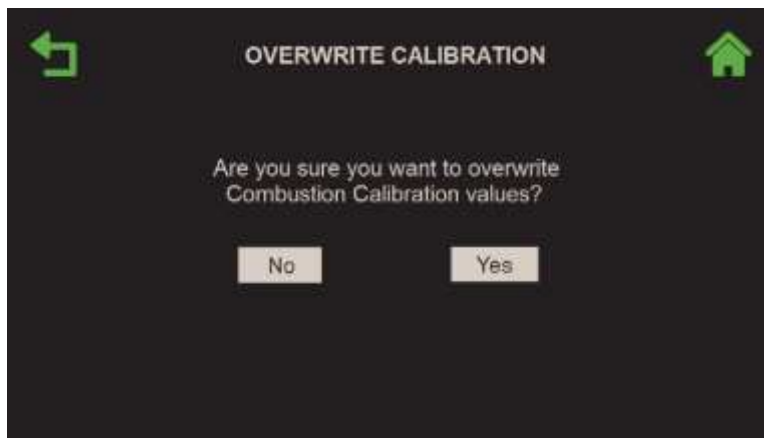 OVERWRITE CALIBRATION
Are you sure you want to overwrite
Combustion Calibration values?
No
Yes